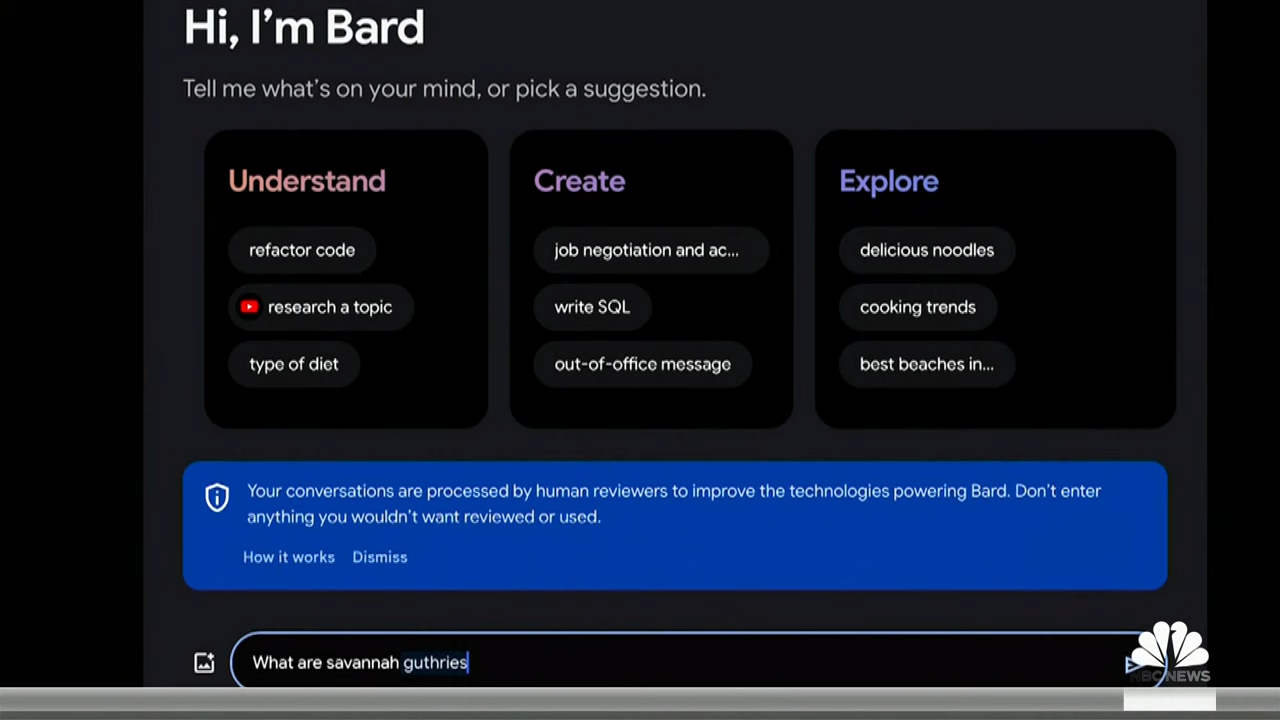 Hi, I'm Bard
Tell me what's on your mind, or pick a suggestion.
Understand
refactor code
research a topic
type of diet
Create
job negotiation and ac...
write SQL
out-of-office message
Explore
delicious noodles
cooking trends
best beaches in...
Your conversations are processed by human reviewers to improve the technologies powering Bard. Don't enter
anything you wouldn't want reviewed or used.
How it works Dismiss
What are savannah guthries
NBC NEWS